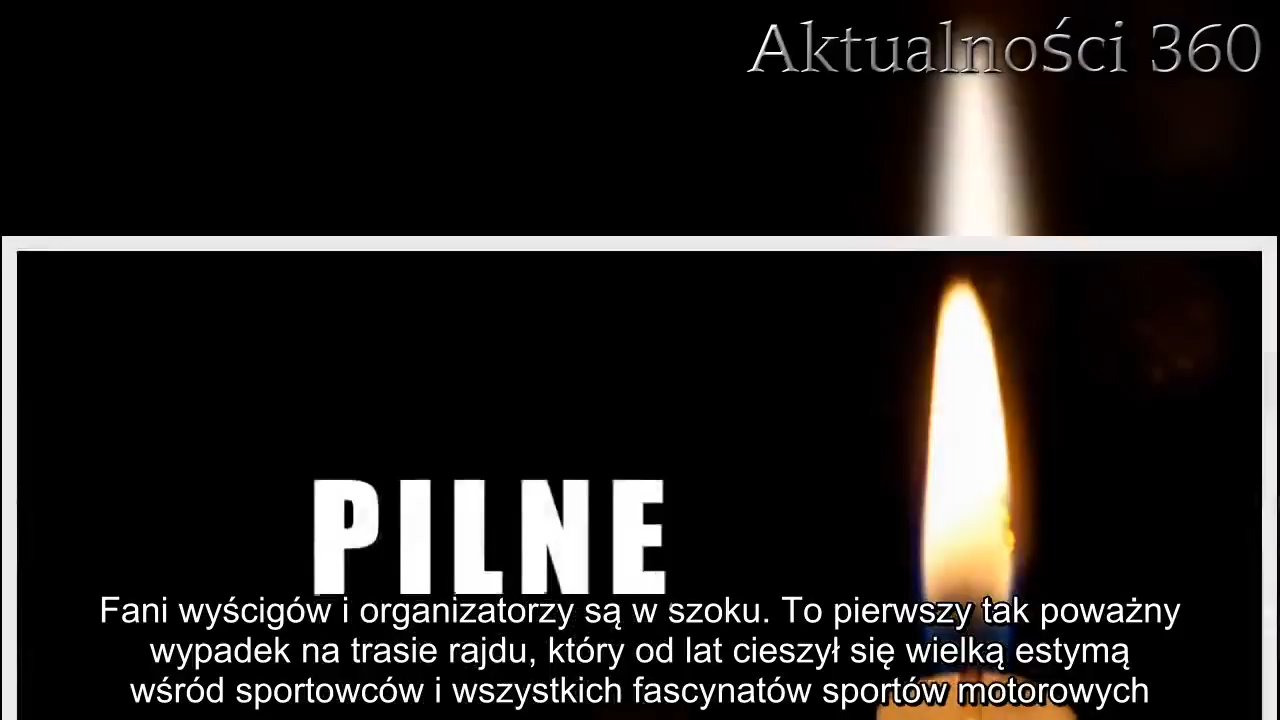 Aktualności 360
PILNE
Fani wyścigów i organizatorzy są w szoku. To pierwszy tak poważny
wypadek na trasie rajdu, który od lat cieszył się wielką estymą
wśród sportowców i wszystkich fascynatów sportów motorowych